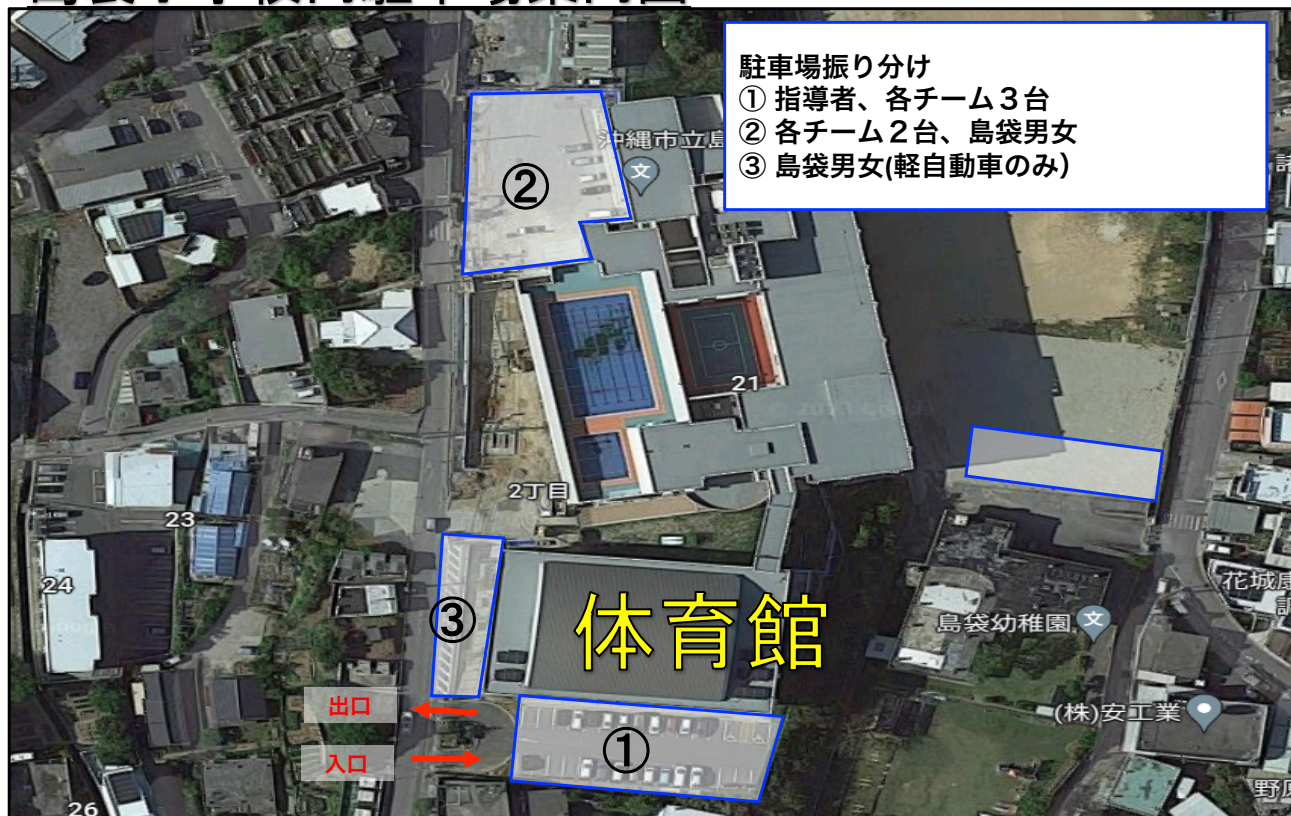 駐車場振り分け
① 指導者、各チーム３台
② 各チーム２台、島袋男女
③ 島袋男女(軽自動車のみ）
沖縄市立島
文
②
21
2丁目
23
24
③
体育館
島袋幼稚園
文
(株)安工業
出口
入口
①
26